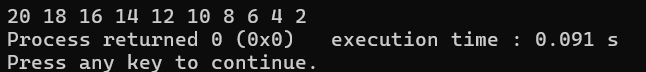 20 18 16 14 12 10 8 6 4 2
Process returned 0 (0x0)   execution time : 0.091 s
Press any key to continue.